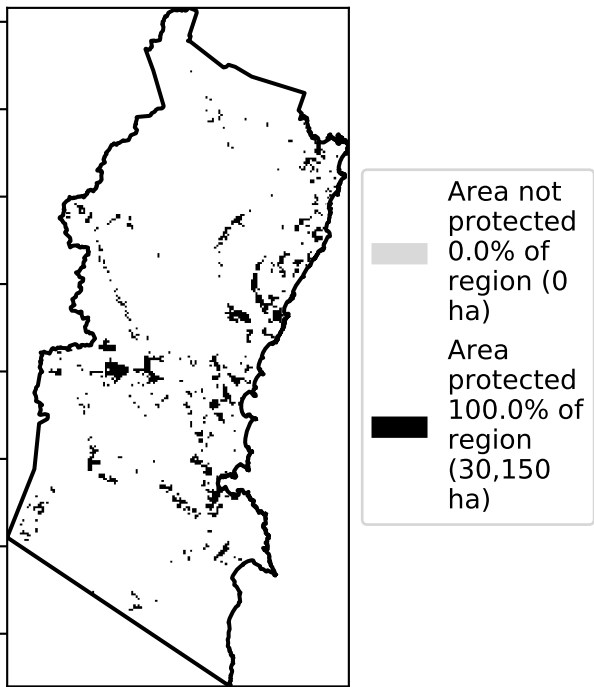 Area not
protected
0.0% of
region (0
ha)
Area
protected
100.0% of
region
(30,150
ha)